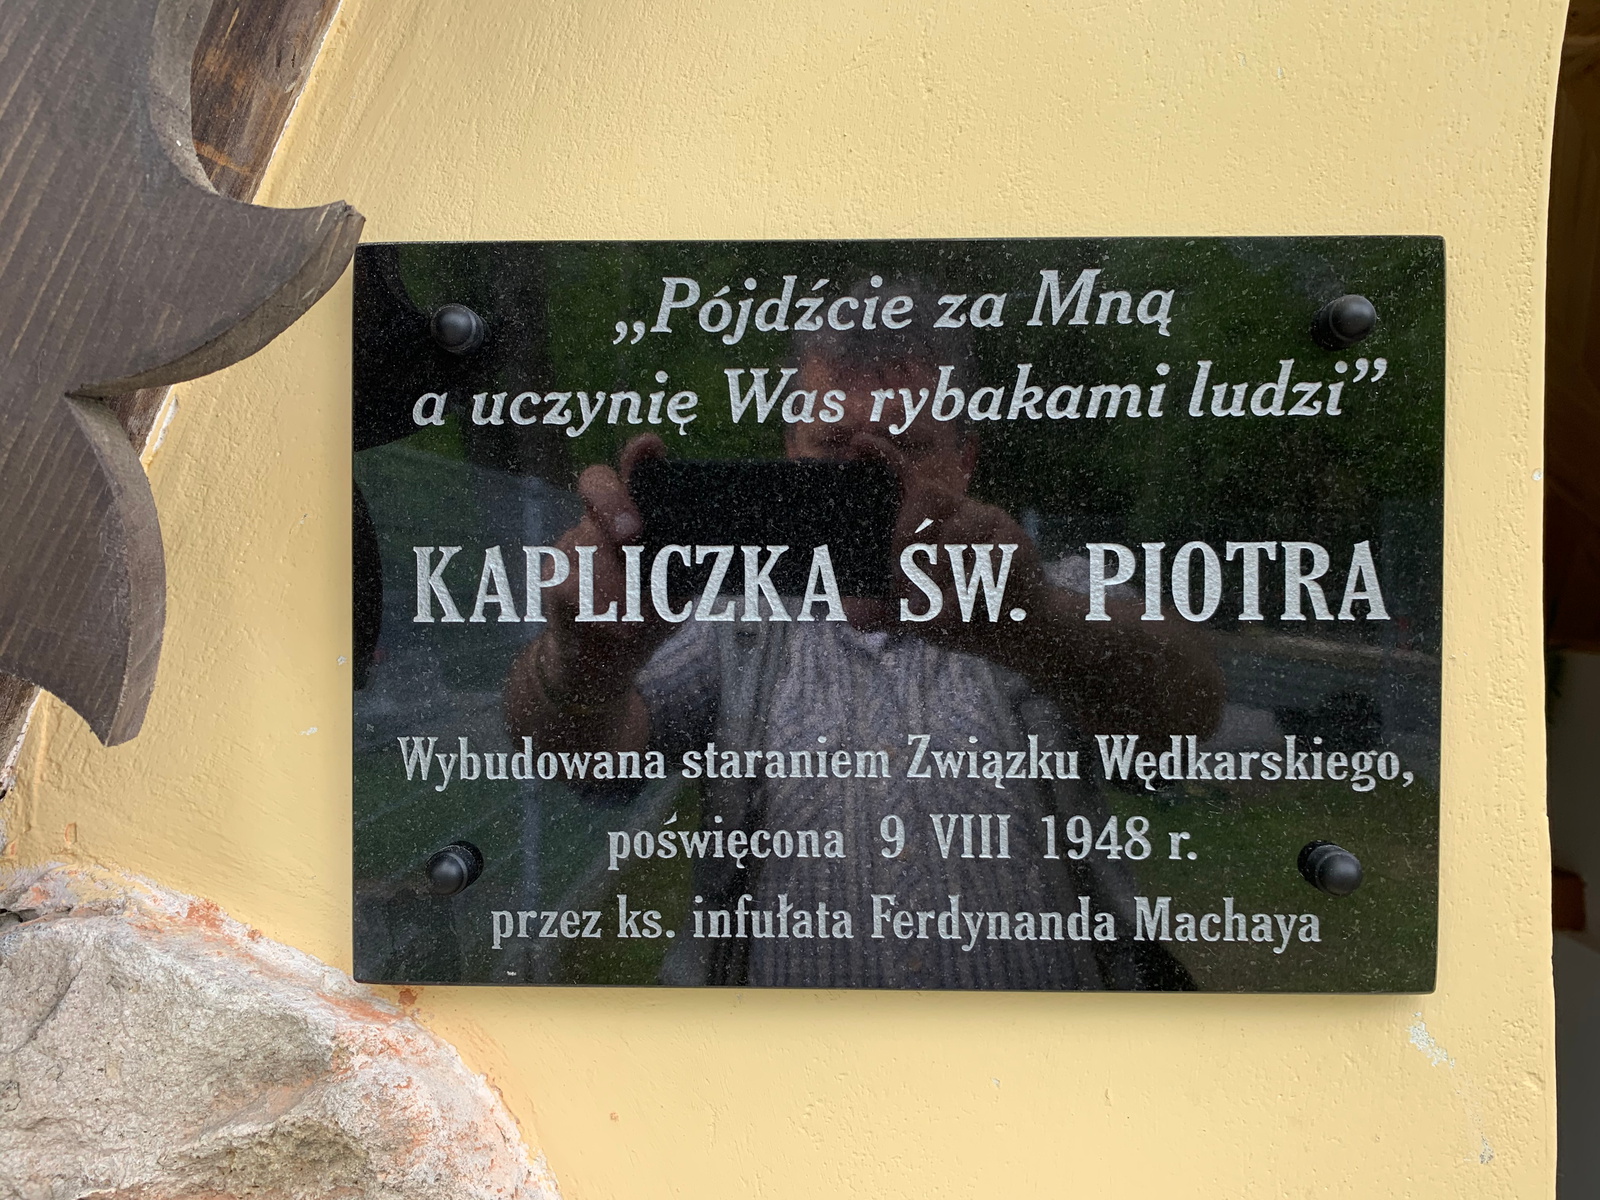 „Pójdźcie za Mną
a uczynię Was rybakami ludzi”
KAPLICZKA ŚW. PIOTRA
Wybudowana staraniem Związku Wędkarskiego,
poświęcona 9 VIII 1948 r.
przez ks. infułata Ferdynanda Machaya